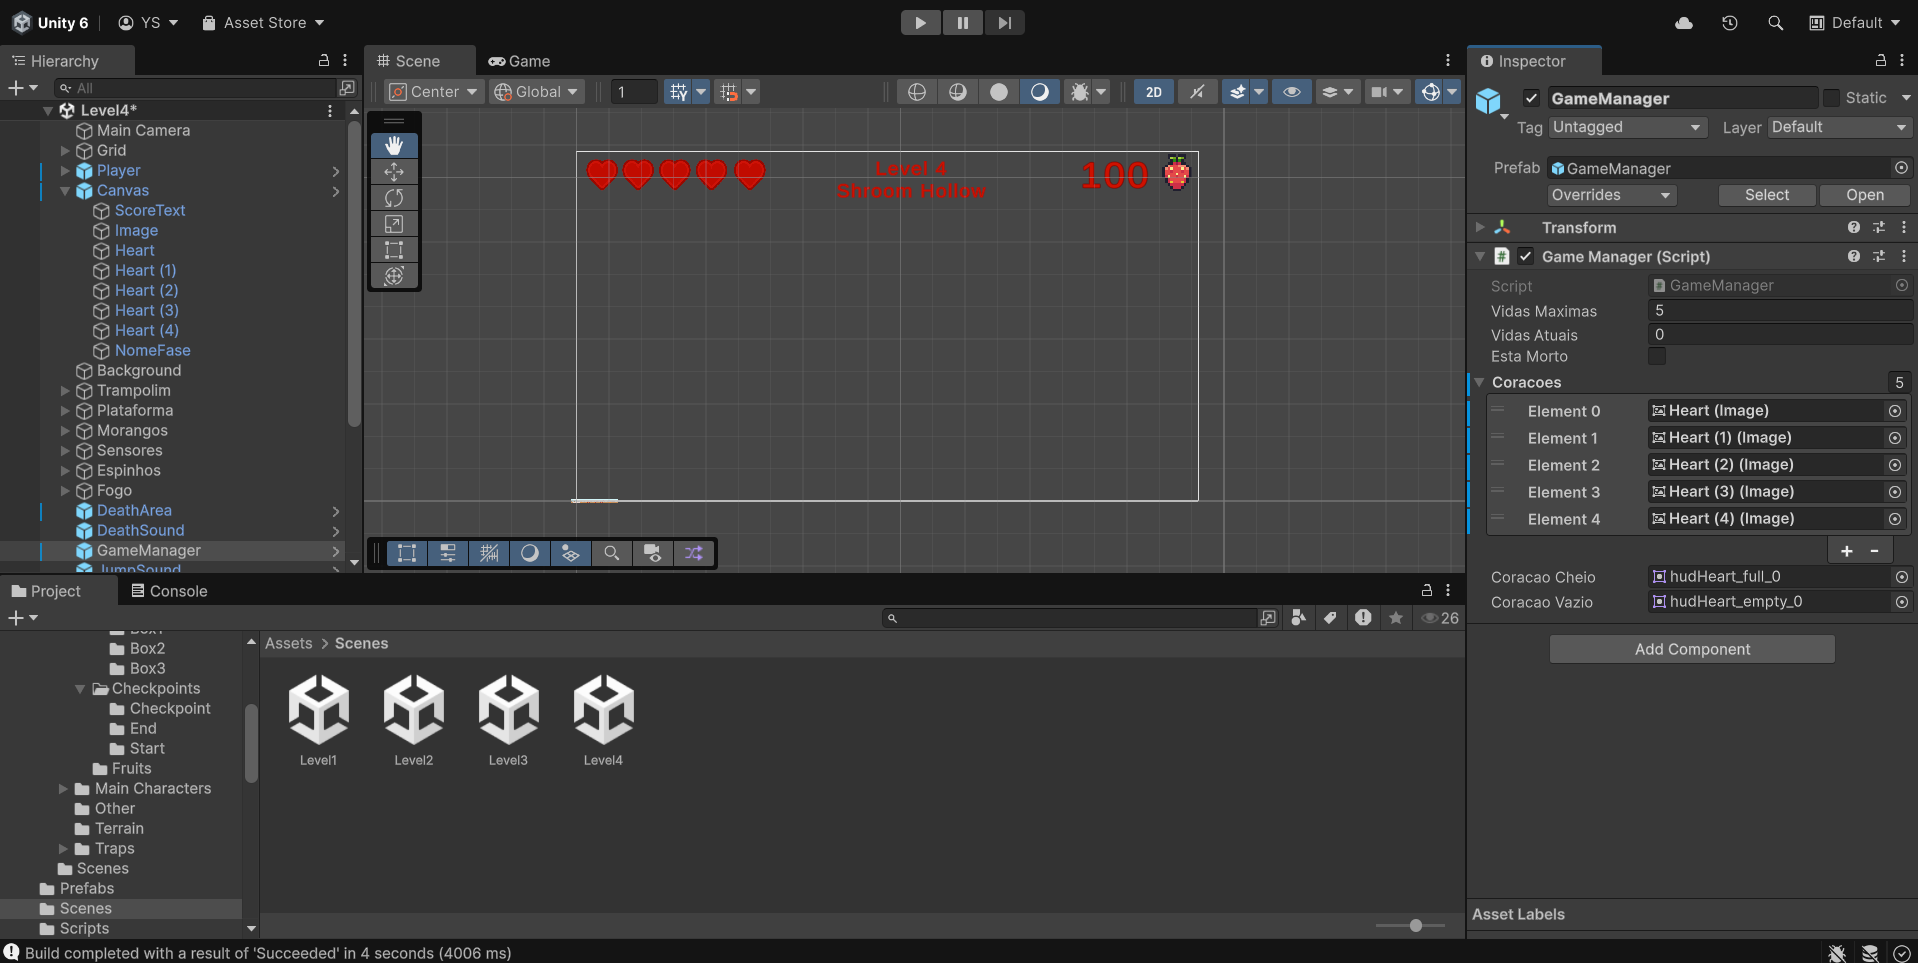 Unity 6
YS
Asset Store
Default
Hierarchy
All
Level4*
Main Camera
Grid
Player
Canvas
ScoreText
Image
Heart
Heart (1)
Heart (2)
Heart (3)
Heart (4)
NomeFase
Background
Trampolim
Plataforma
Morangos
Sensores
Espinhos
Fogo
DeathArea
DeathSound
GameManager
JumpSound
Scene
Game
Center
Global
1
2D
Level 4
Shroom Hollow
100
Inspector
GameManager
Static
Tag Untagged
Layer Default
Prefab GameManager
Overrides
Select
Open
Transform
Game Manager (Script)
Script GameManager
Vidas Maximas 5
Vidas Atuais 0
Esta Morto
Coracoes 5
Element 0 Heart (Image)
Element 1 Heart (1) (Image)
Element 2 Heart (2) (Image)
Element 3 Heart (3) (Image)
Element 4 Heart (4) (Image)
+ -
Coracao Cheio hudHeart_full_0
Coracao Vazio hudHeart_empty_0
Add Component
Asset Labels
Project
Console
26
Box1
Box2
Box3
Checkpoints
Checkpoint
End
Start
Fruits
Main Characters
Other
Terrain
Traps
Scenes
Prefabs
Scenes
Scripts
Assets > Scenes
Level1
Level2
Level3
Level4
Build completed with a result of 'Succeeded' in 4 seconds (4006 ms)